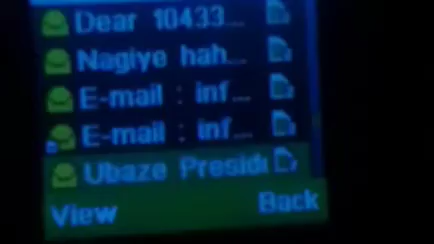 Dear 10433...
Nagiye hah...
E-mail : inf...
E-mail : inf...
Ubaze Presid
View
Back